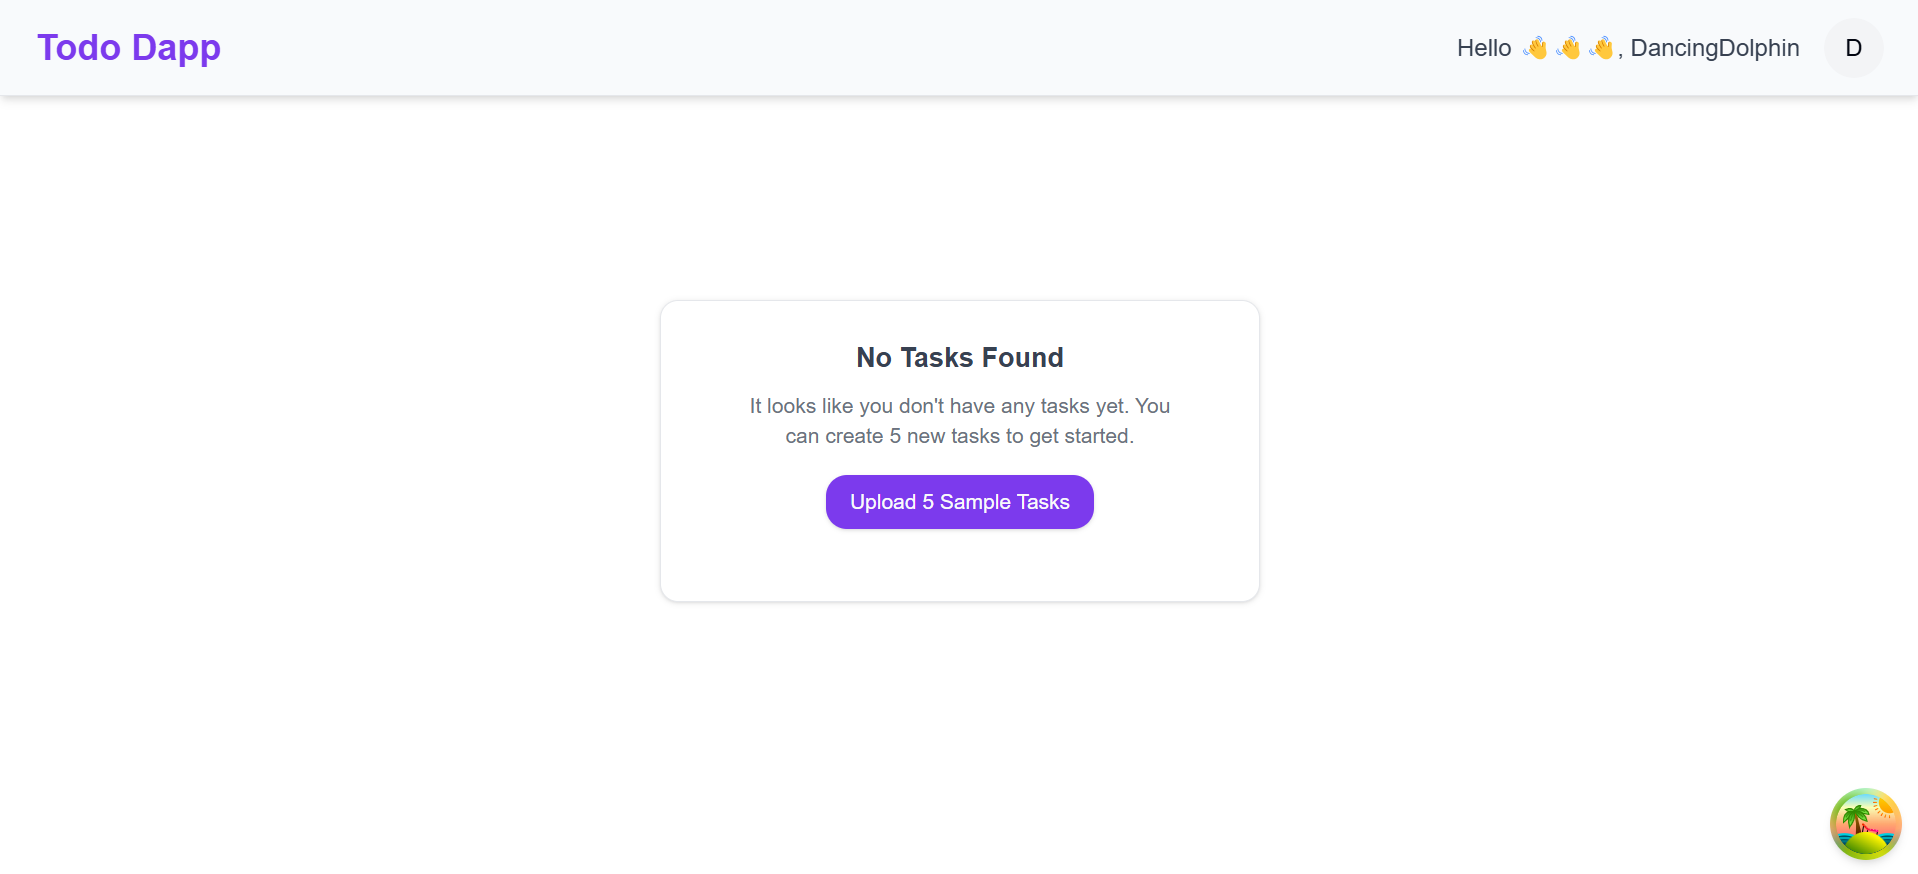 Todo Dapp
Hello 👋👋👋, DancingDolphin
D
No Tasks Found
It looks like you don't have any tasks yet. You
can create 5 new tasks to get started.
Upload 5 Sample Tasks